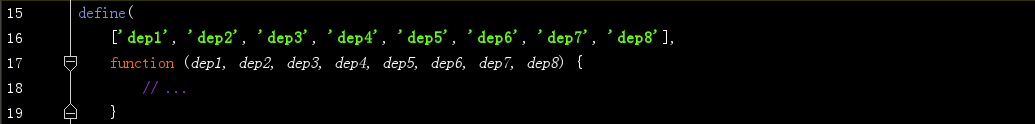 15 define(
16 ['dep1', 'dep2', 'dep3', 'dep4', 'dep5', 'dep6', 'dep7', 'dep8'],
17 function (dep1, dep2, dep3, dep4, dep5, dep6, dep7, dep8) {
18 // ...
19 }